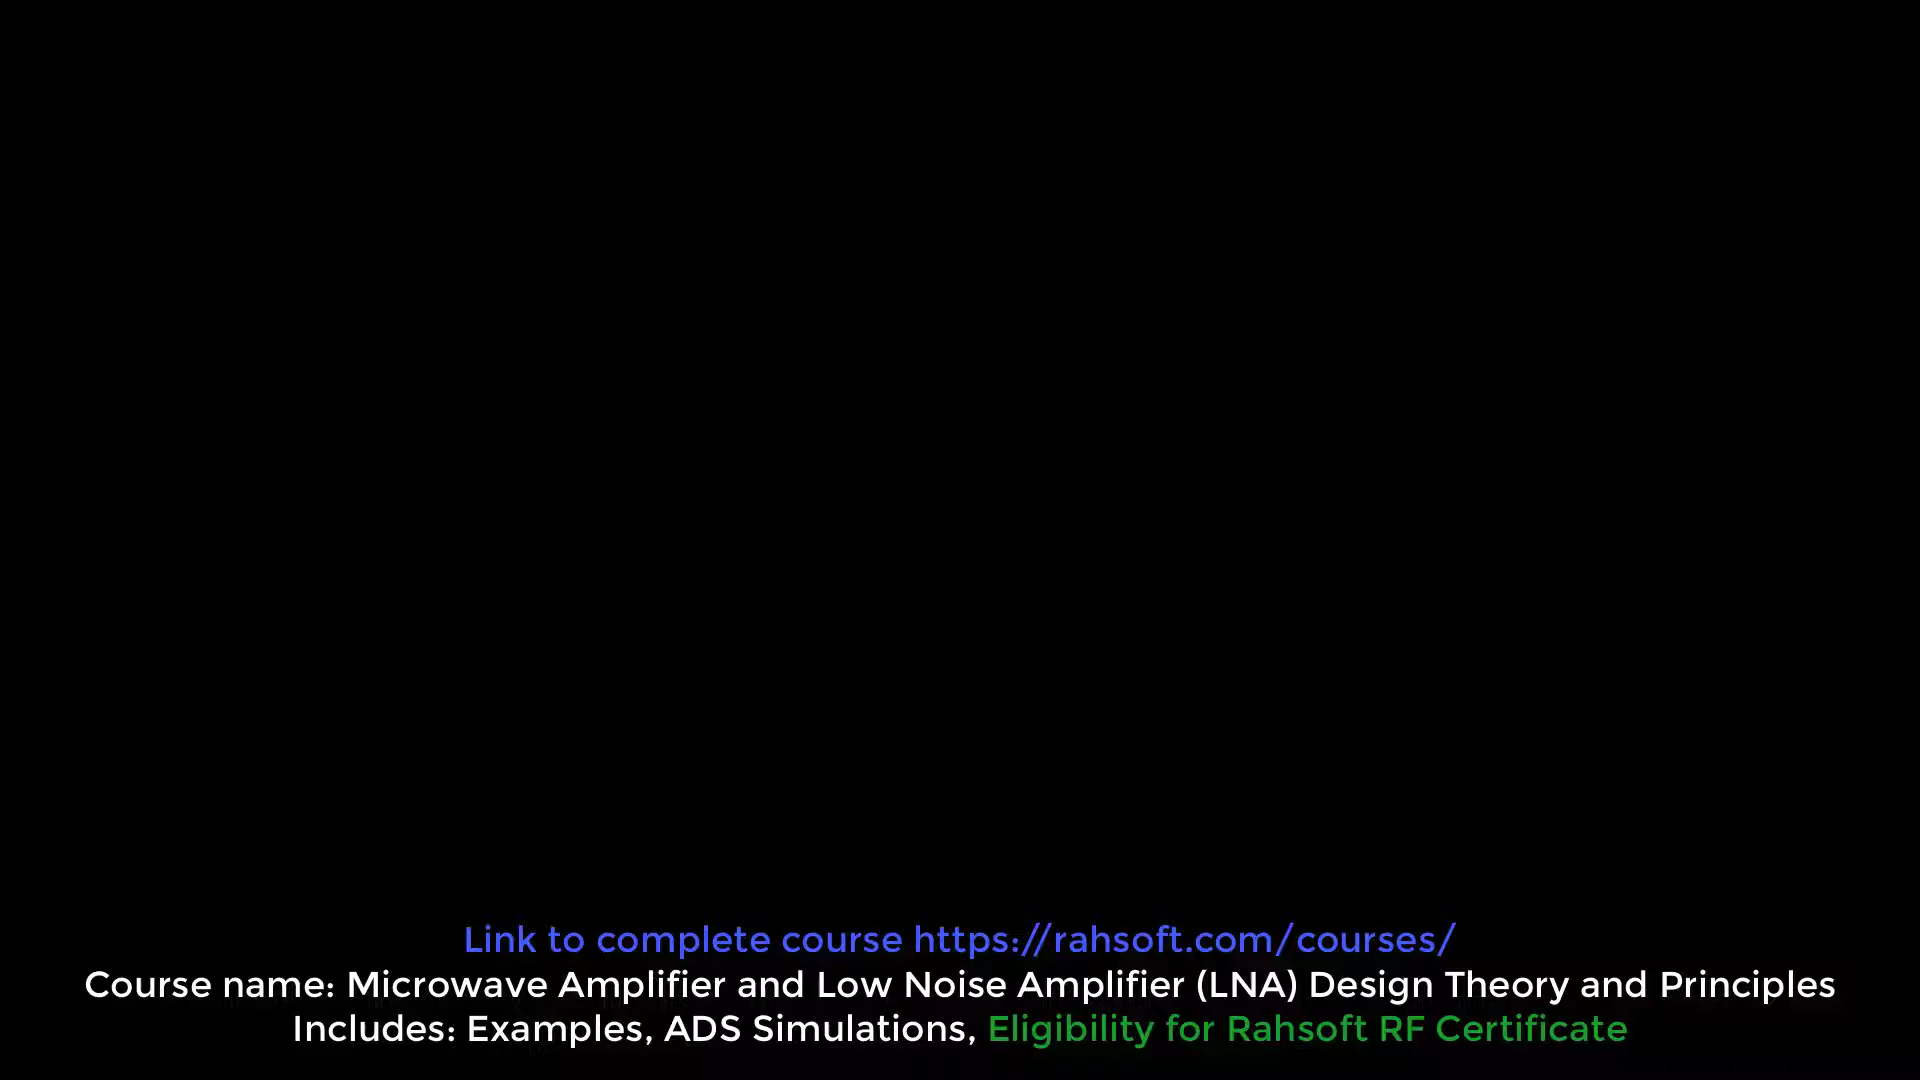 Link to complete course https://rahsoft.com/courses/
Course name: Microwave Amplifier and Low Noise Amplifier (LNA) Design Theory and Principles
Includes: Examples, ADS Simulations, Eligibility for Rahsoft RF Certificate